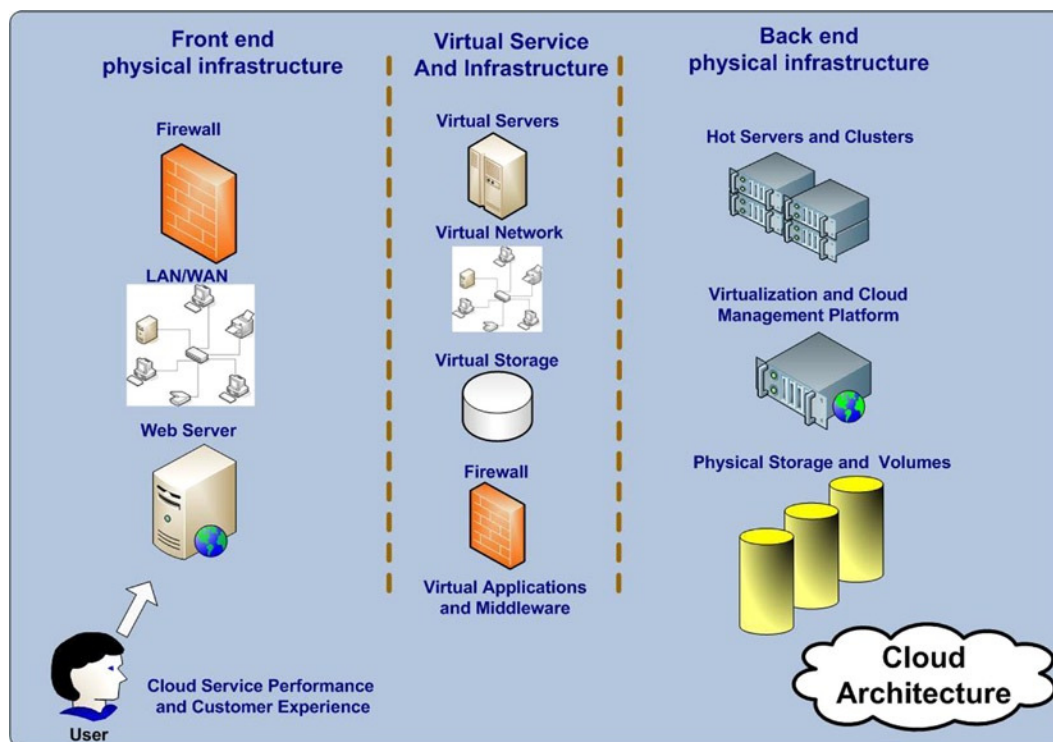 Front end
physical infrastructure
Firewall
LAN/WAN
Web Server
User
Cloud Service Performance
and Customer Experience
Virtual Service
And Infrastructure
Virtual Servers
Virtual Network
Virtual Storage
Firewall
Virtual Applications
and Middleware
Back end
physical infrastructure
Hot Servers and Clusters
Virtualization and Cloud
Management Platform
Physical Storage and Volumes
Cloud
Architecture